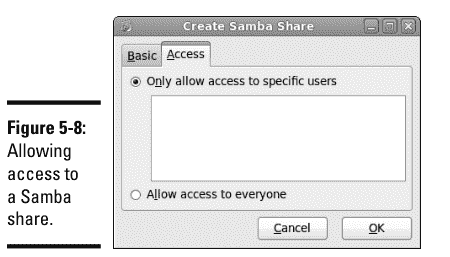 Create Samba Share
Basic Access
Only allow access to specific users
Allow access to everyone
Cancel OK
Figure 5-8:
Allowing
access to
a Samba
share.